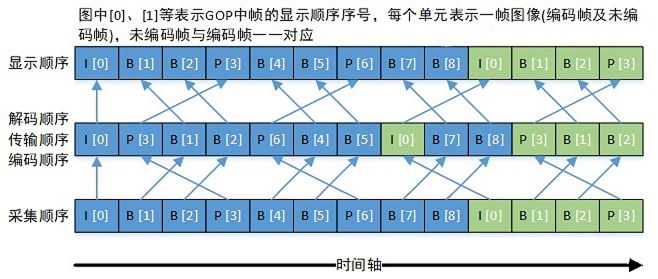 图中[0]、[1]等表示GOP中帧的显示顺序序号，每个单元表示一帧图像(编码帧及未编
码帧)，未编码帧与编码帧一一对应
显示顺序 I [0] B [1] B [2] P [3] B [4] B [5] P [6] B [7] B [8] I [0] B [1] B [2] P [3]
解码顺序
传输顺序 I [0] P [3] B [1] B [2] P [6] B [4] B [5] I [0] B [7] B [8] P [3] B [1] B [2]
编码顺序
采集顺序 I [0] B [1] B [2] P [3] B [4] B [5] P [6] B [7] B [8] I [0] B [1] B [2] P [3]
时间轴